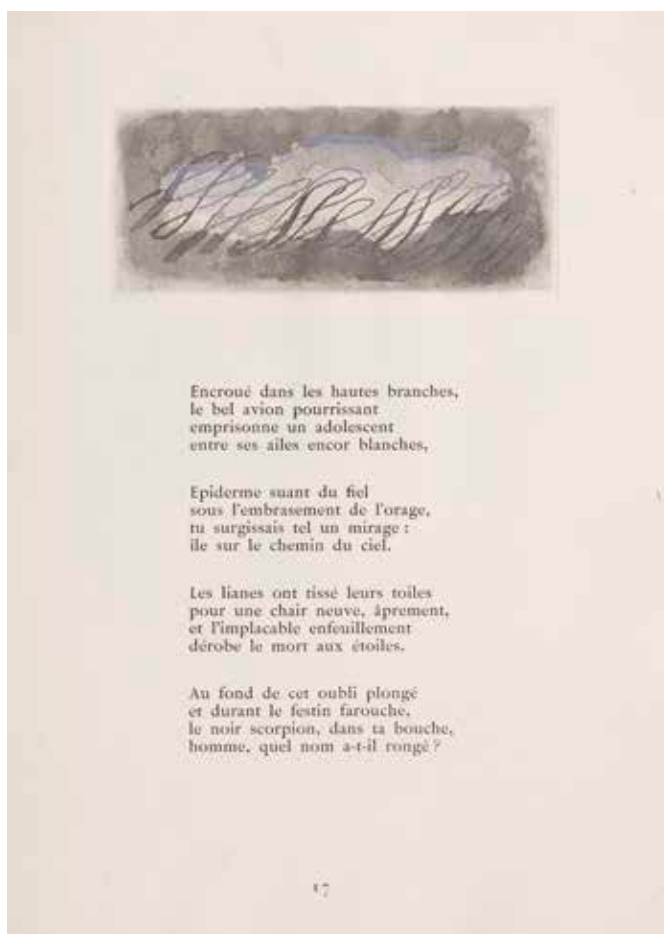 Encroué dans les hautes branches,
le bel avion pourrissant
emprisonne un adolescent
entre ses ailes encor blanches,
Epiderme suant du fiel
sous l'embrasement de l'orage,
tu surgissais tel un mirage :
île sur le chemin du ciel.
Les lianes ont tissé leurs toiles
pour une chair neuve, âprement,
et l'implacable enfeuillement
dérobe le mort aux étoiles.
Au fond de cet oubli plongé
et durant le festin farouche,
le noir scorpion, dans ta bouche,
homme, quel nom a-t-il rongé ?
17